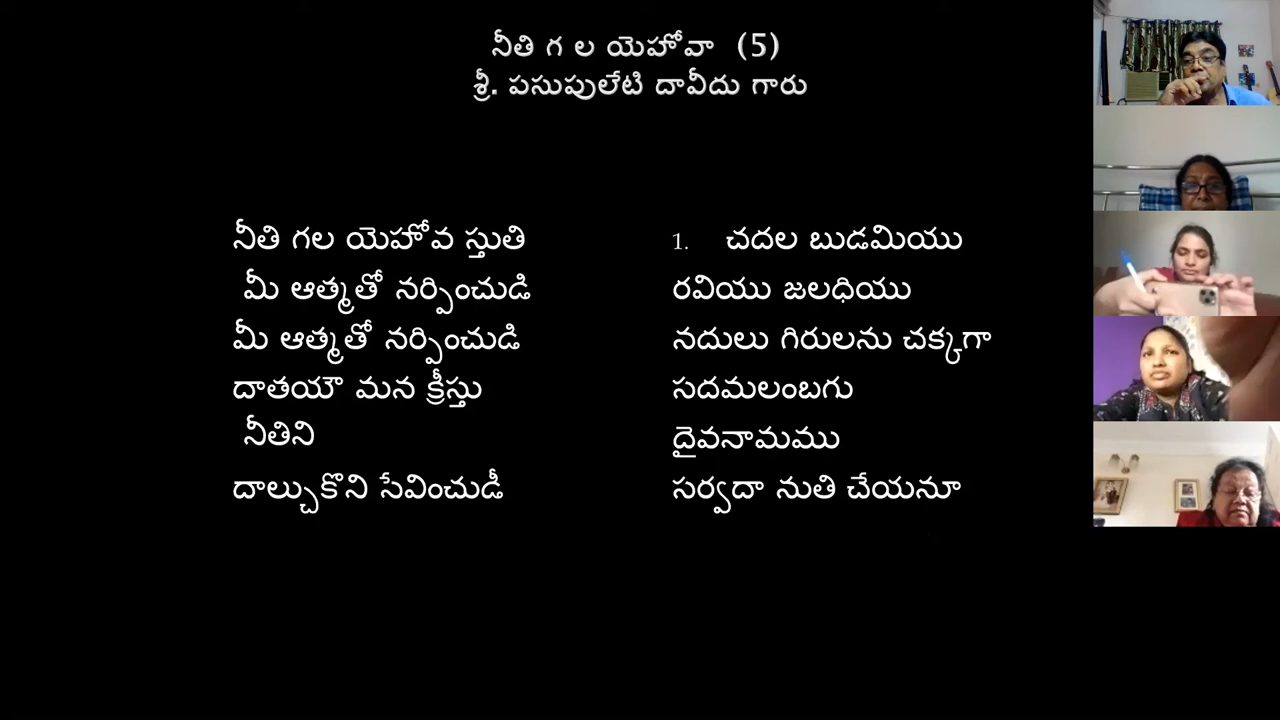 నీతి గ ల యెహోవా (5)
శ్రీ. పసుపులేటి దావీదు గారు
నీతి గల యెహోవ స్తుతి
మీ ఆత్మతో నర్పించుడి
మీ ఆత్మతో నర్పించుడి
దాతయౌ మన క్రీస్తు
నీతిని
దాల్చుకొని సేవించుడీ
1. చదల బుడమియు
రవియు జలధియు
నదులు గిరులను చక్కగా
సదమలంబగు
దైవనామము
సర్వదా నుతి చేయనూ